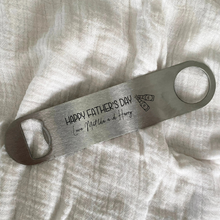 HAPPY FATHER'S DAY
Love Matilda and Harry